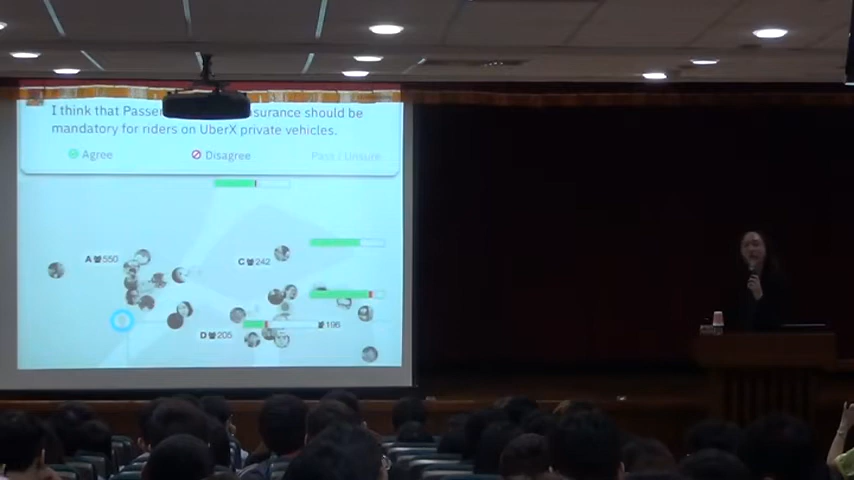 I think that Passen surance should be
mandatory for riders on UberX private vehicles.
Agree Disagree Pass / Unsure
A 550
C 242
D 205
196